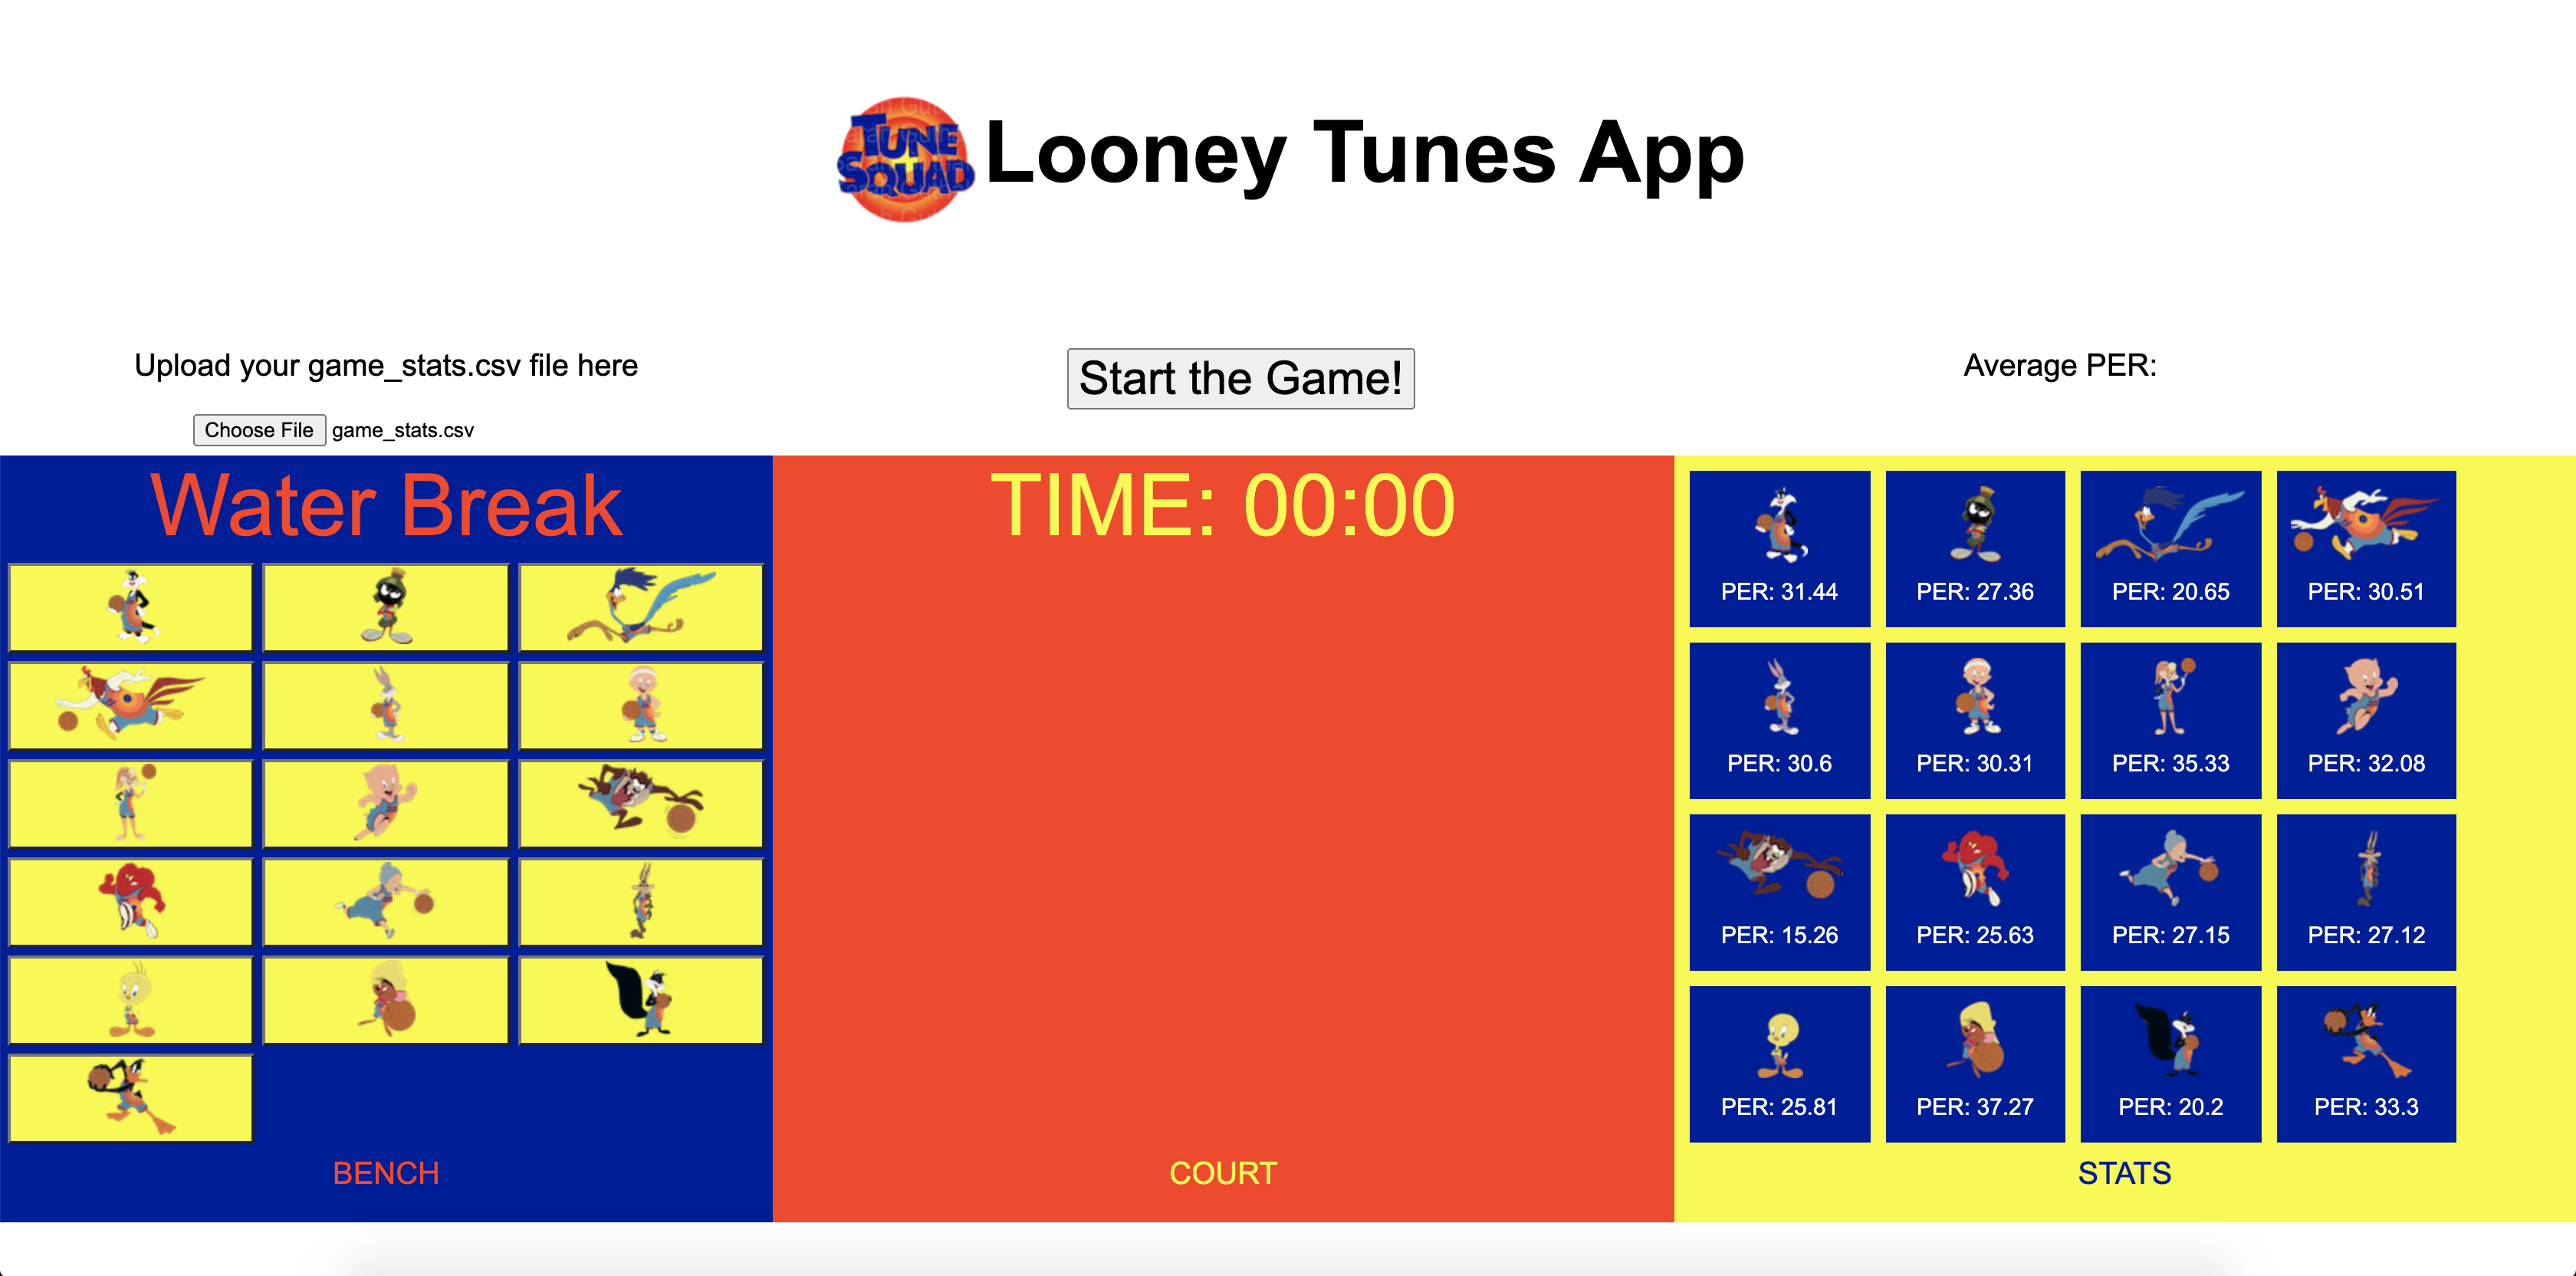 TUNE
SQUAD
Looney Tunes App
Upload your game_stats.csv file here
Choose File game_stats.csv
Start the Game!
Average PER:
Water Break
BENCH
TIME: 00:00
COURT
PER: 31.44 PER: 27.36 PER: 20.65 PER: 30.51
PER: 30.6 PER: 30.31 PER: 35.33 PER: 32.08
PER: 15.26 PER: 25.63 PER: 27.15 PER: 27.12
PER: 25.81 PER: 37.27 PER: 20.2 PER: 33.3
STATS